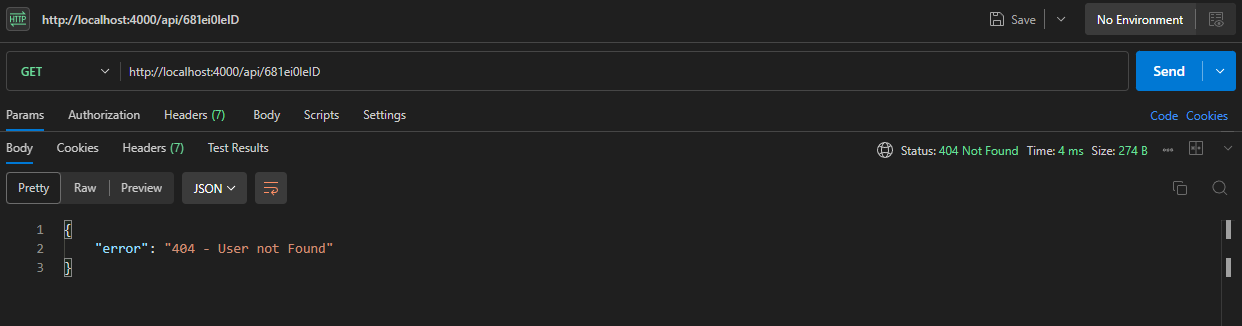 HTTP http://localhost:4000/api/681ei0leID Save No Environment
GET http://localhost:4000/api/681ei0leID Send
Params Authorization Headers (7) Body Scripts Settings Code Cookies
Body Cookies Headers (7) Test Results Status: 404 Not Found Time: 4 ms Size: 274 B
Pretty Raw Preview JSON
1 {
2 "error": "404 - User not Found"
3 }